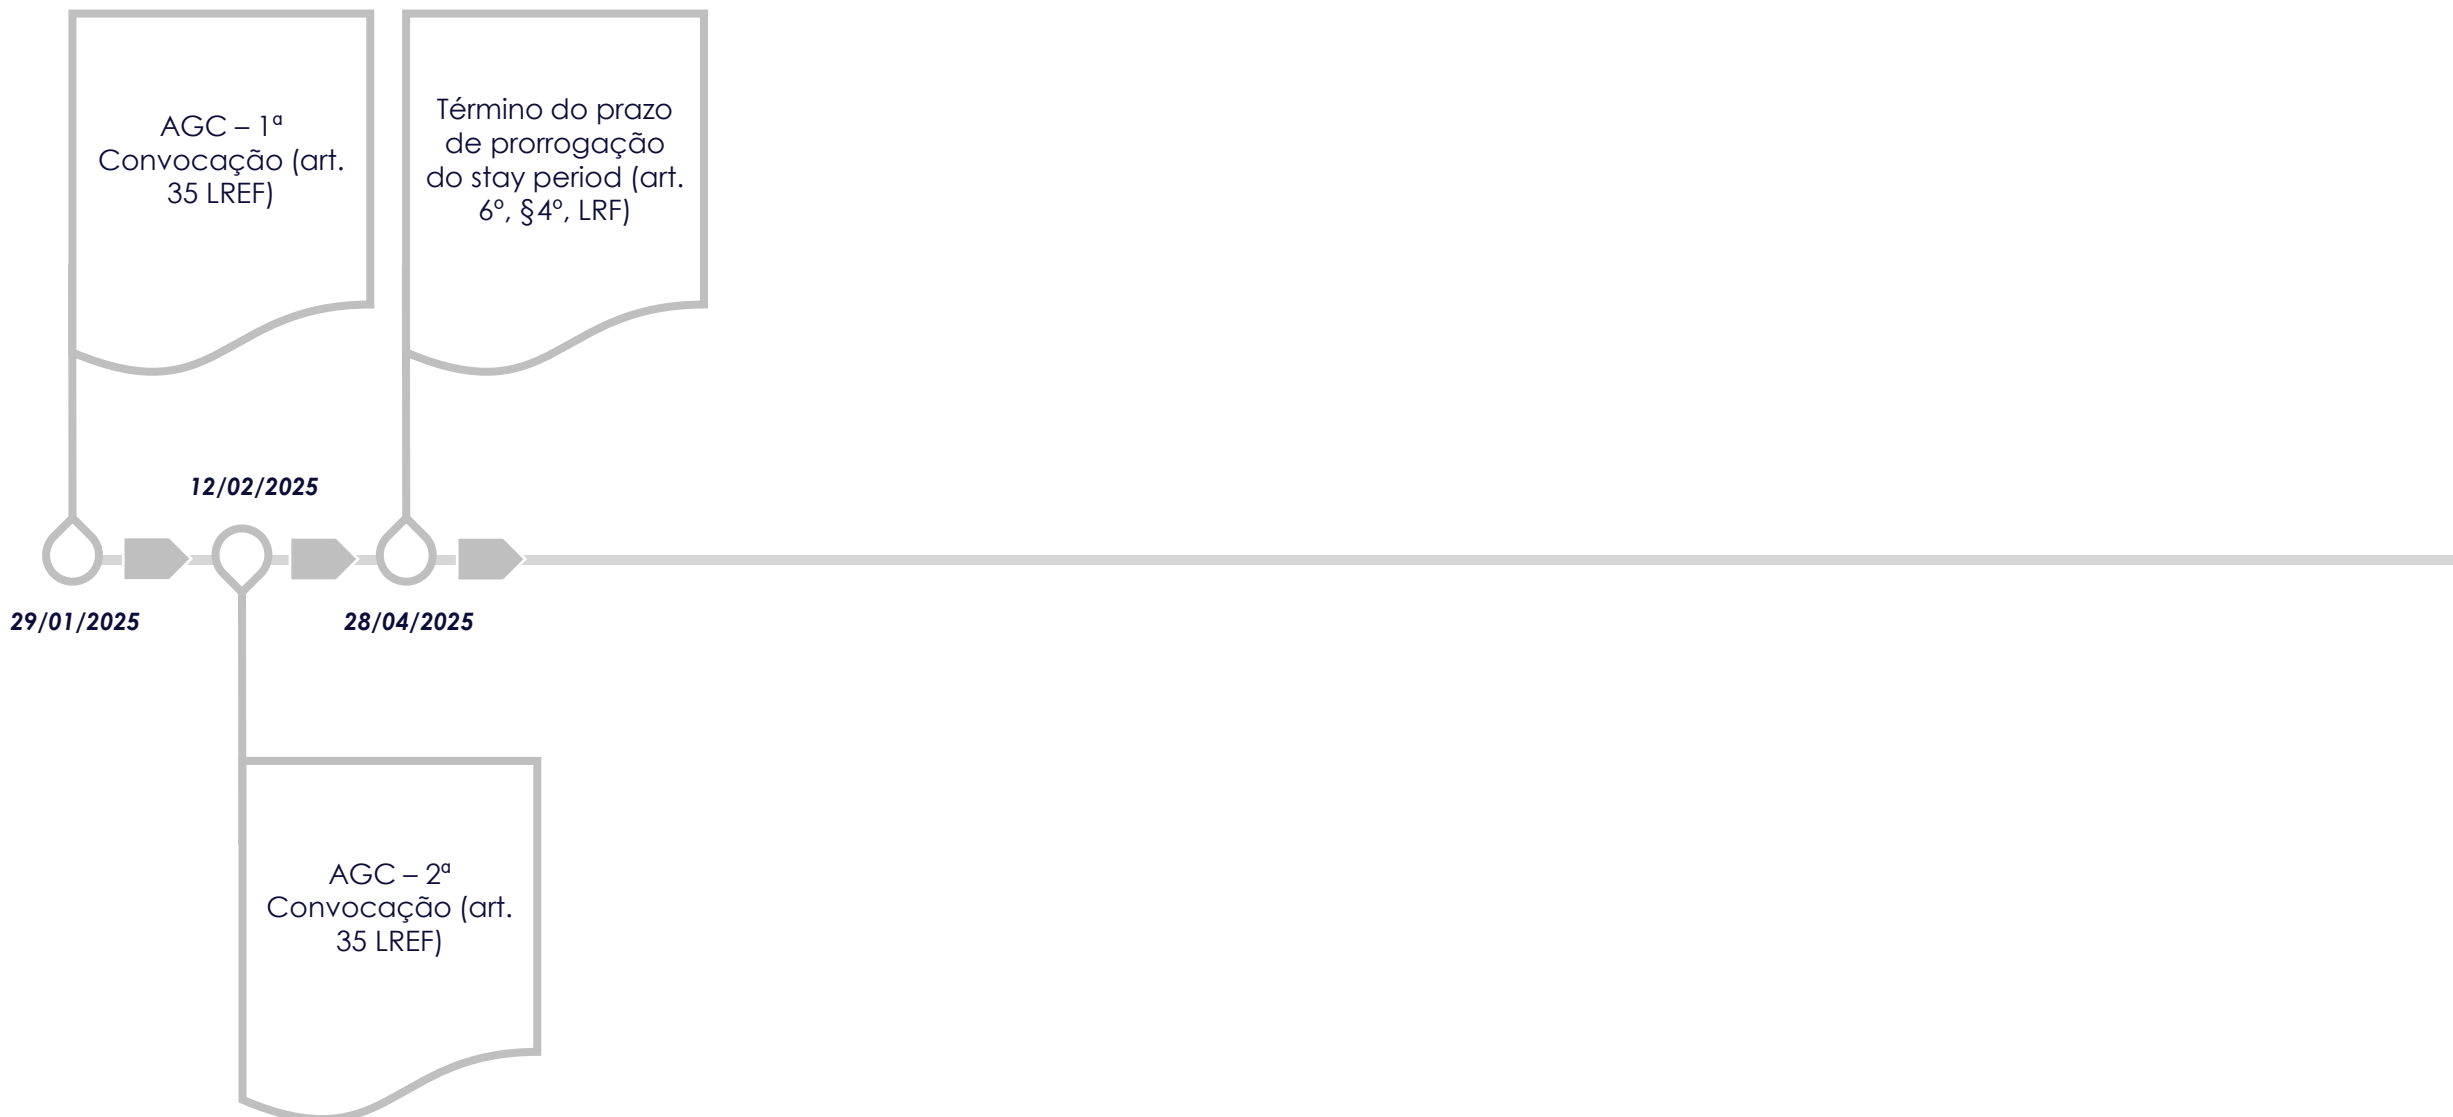 AGC – 1ª
Convocação (art.
35 LREF)
Término do prazo
de prorrogação
do stay period (art.
6º, §4º, LRF)
12/02/2025
29/01/2025
28/04/2025
AGC – 2ª
Convocação (art.
35 LREF)